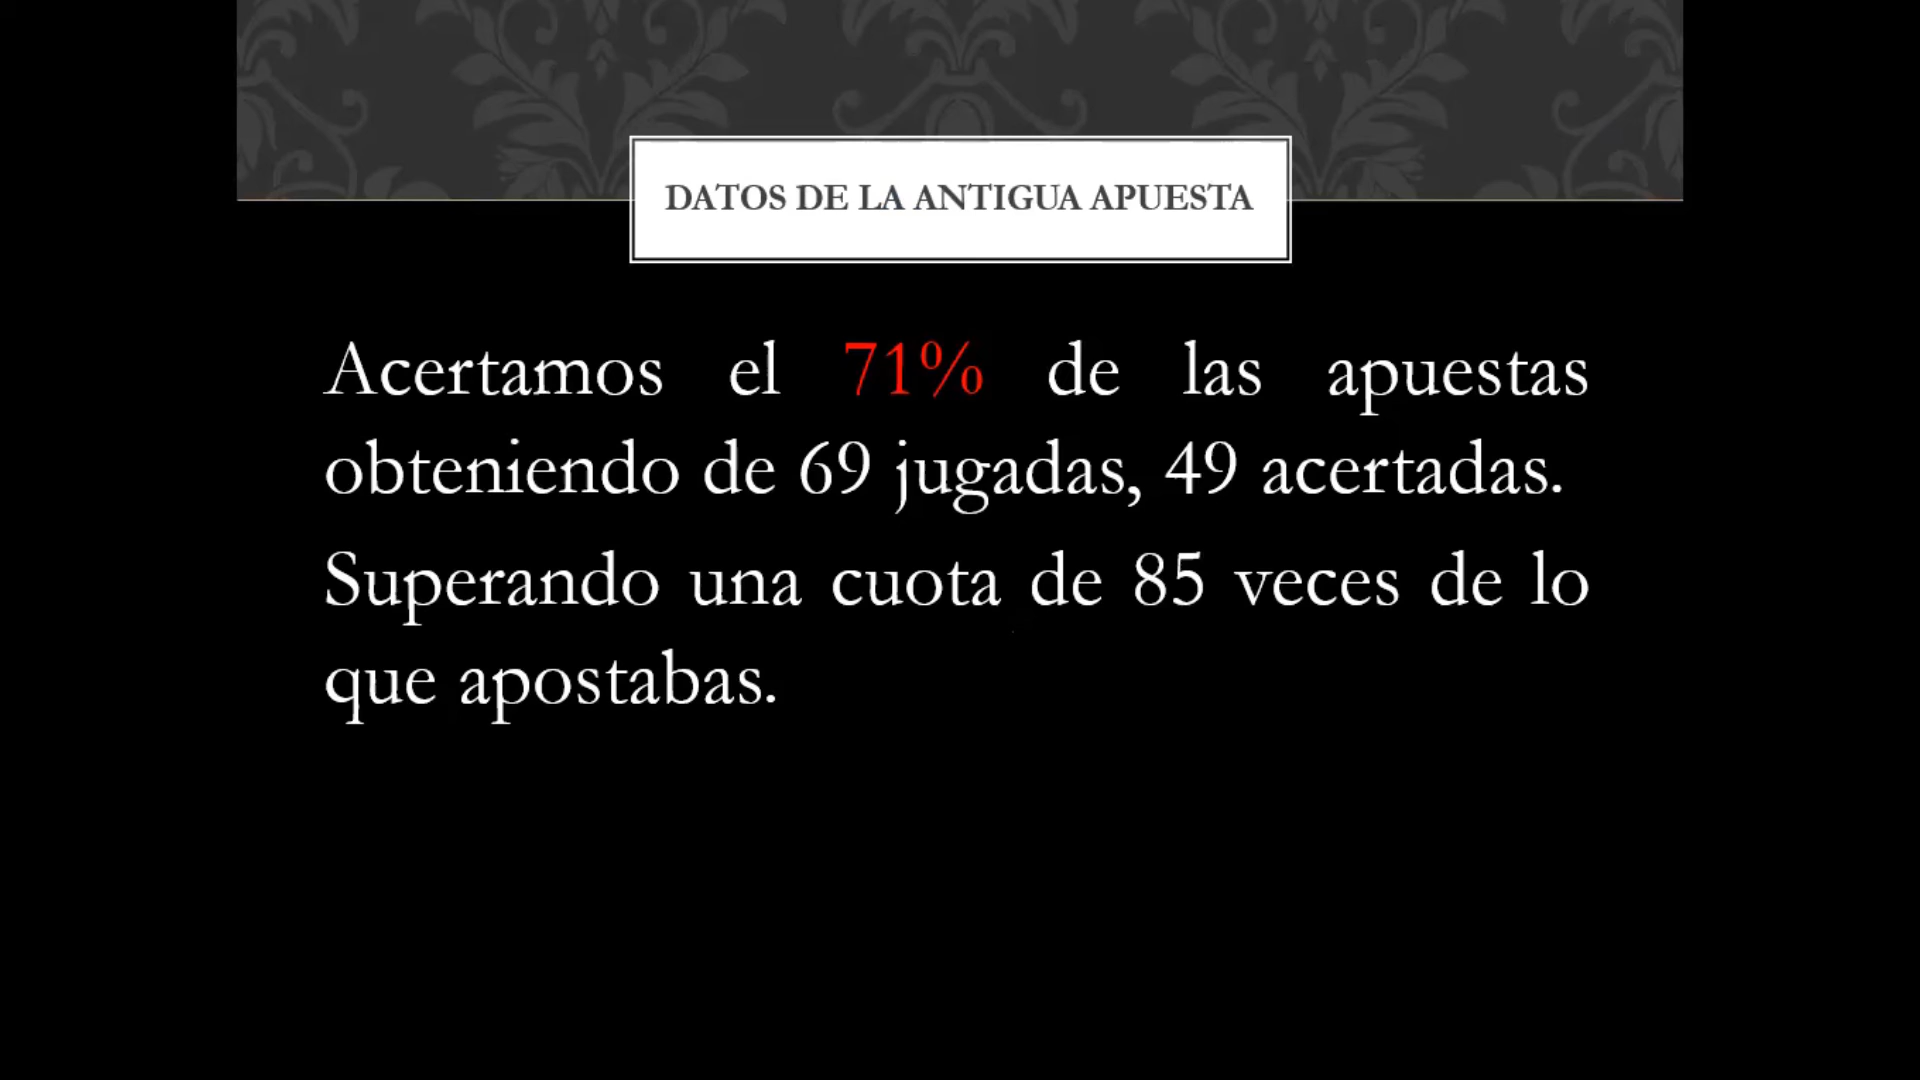 DATOS DE LA ANTIGUA APUESTA
Acertamos el 71% de las apuestas
obteniendo de 69 jugadas, 49 acertadas.
Superando una cuota de 85 veces de lo
que apostabas.